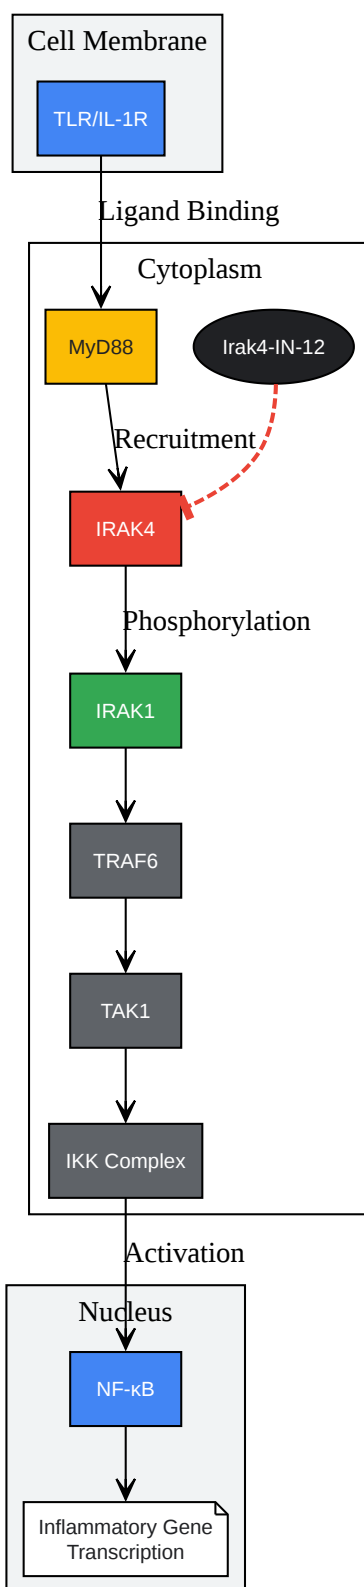 Cell Membrane
TLR/IL-1R
Ligand Binding
Cytoplasm
MyD88
Irak4-IN-12
Recruitment
IRAK4
Phosphorylation
IRAK1
TRAF6
TAK1
IKK Complex
Activation
Nucleus
NF-κB
Inflammatory Gene
Transcription